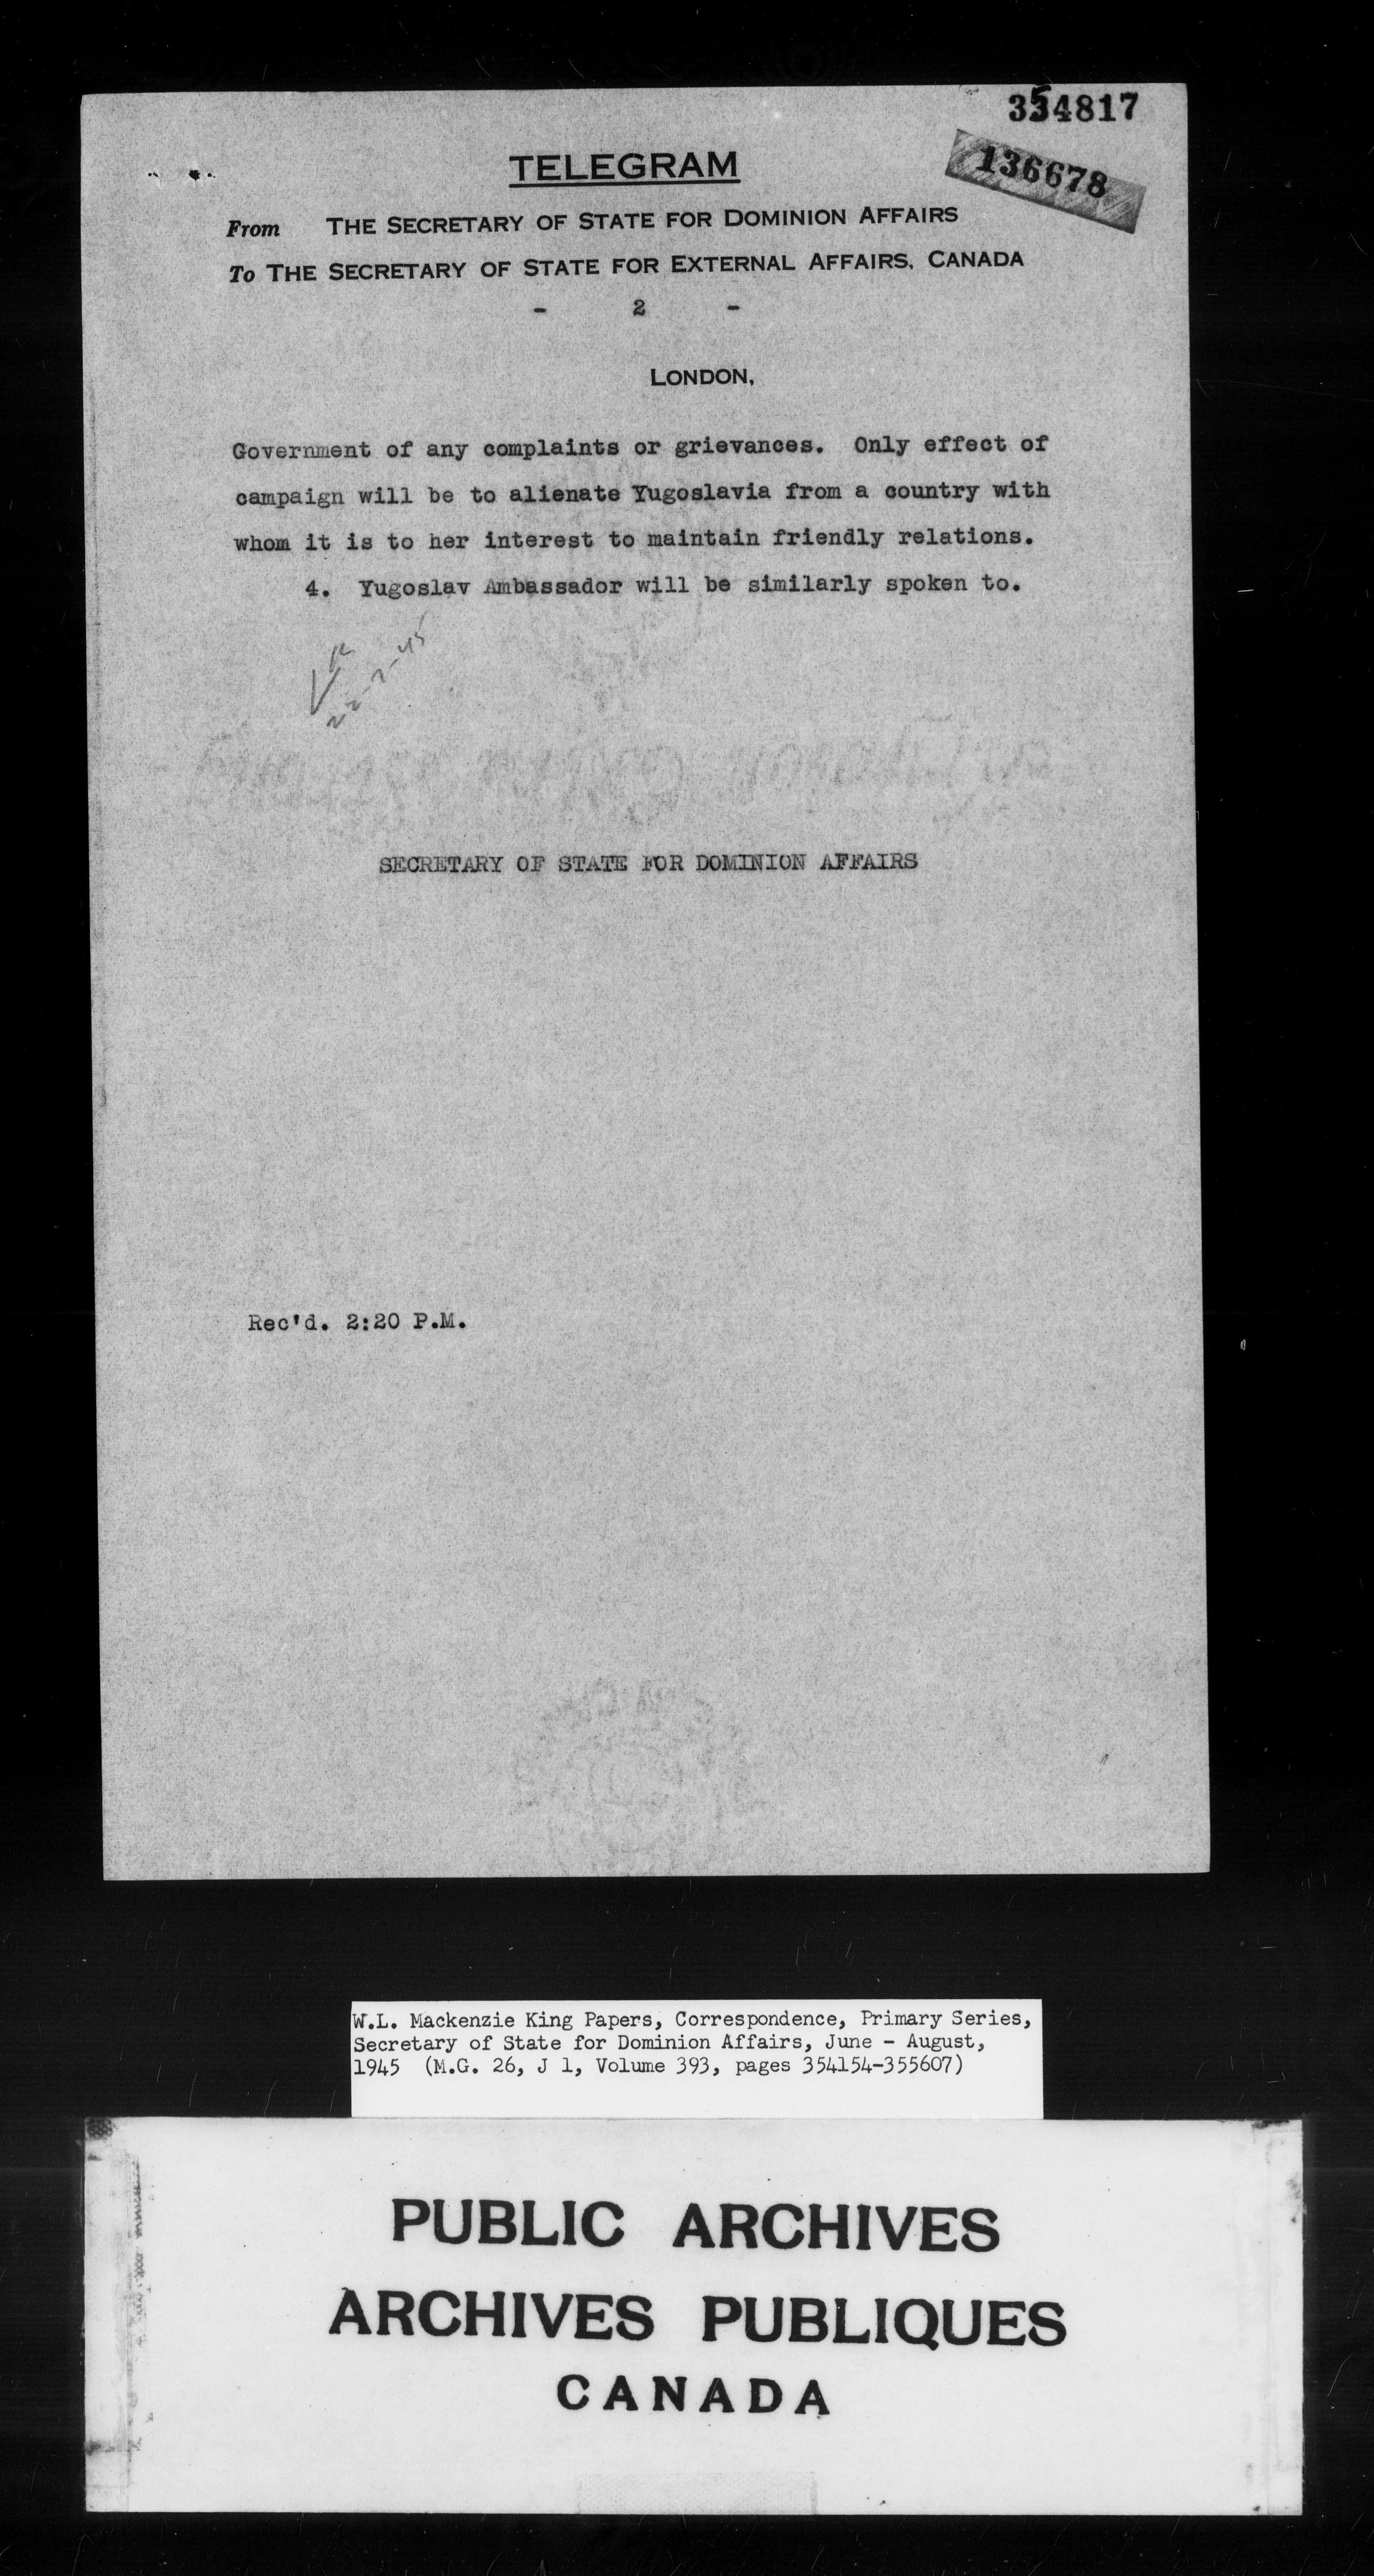 354817
136678
TELEGRAM
From THE SECRETARY OF STATE FOR DOMINION AFFAIRS
To THE SECRETARY OF STATE FOR EXTERNAL AFFAIRS, CANADA
- 2 -
LONDON,
Government of any complaints or grievances. Only effect of
campaign will be to alienate Yugoslavia from a country with
whom it is to her interest to maintain friendly relations.
4. Yugoslav Ambassador will be similarly spoken to.
SECRETARY OF STATE FOR DOMINION AFFAIRS
Rec'd. 2:20 P.M.
W.L. Mackenzie King Papers, Correspondence, Primary Series,
Secretary of State for Dominion Affairs, June - August,
1945 (M.G. 26, J 1, Volume 393, pages 354154-355607)
PUBLIC ARCHIVES
ARCHIVES PUBLIQUES
CANADA